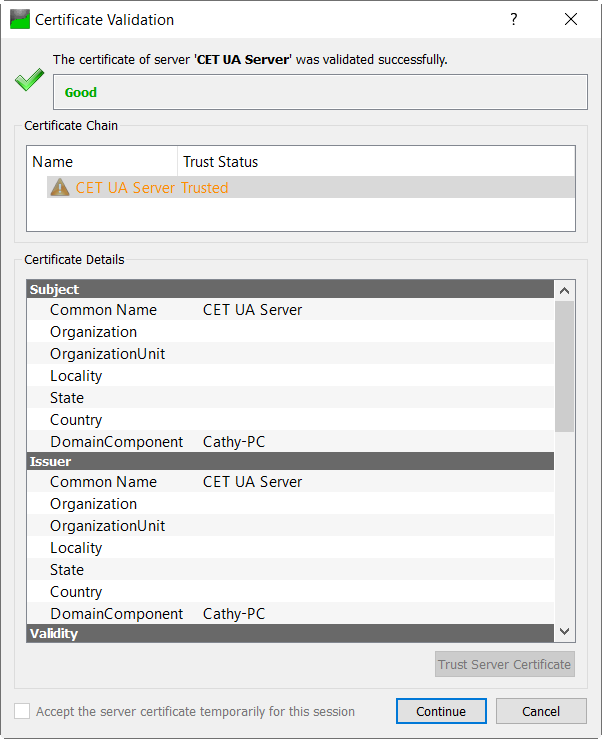 Certificate Validation ?
The certificate of server 'CET UA Server' was validated successfully.
Good
Certificate Chain
Name Trust Status
CET UA Server Trusted
Certificate Details
Subject
Common Name CET UA Server
Organization
OrganizationUnit
Locality
State
Country
DomainComponent Cathy-PC
Issuer
Common Name CET UA Server
Organization
OrganizationUnit
Locality
State
Country
DomainComponent Cathy-PC
Validity
Trust Server Certificate
Accept the server certificate temporarily for this session Continue Cancel